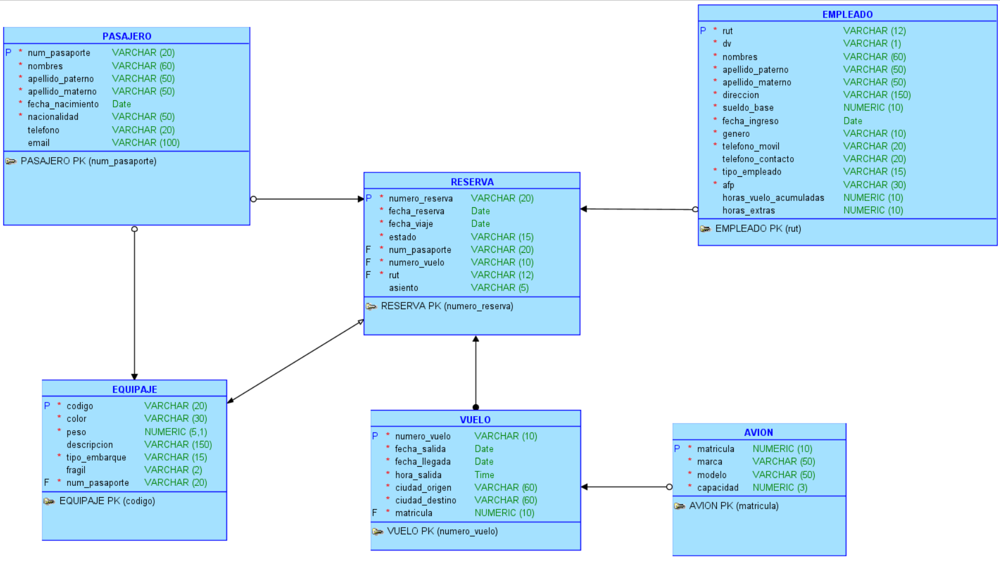 PASAJERO
P * num_pasaporte VARCHAR (20)
* nombres VARCHAR (60)
* apellido_paterno VARCHAR (50)
* apellido_materno VARCHAR (50)
* fecha_nacimiento Date
* nacionalidad VARCHAR (50)
telefono VARCHAR (20)
email VARCHAR (100)
PASAJERO PK (num_pasaporte)
EMPLEADO
P * rut VARCHAR (12)
* dv VARCHAR (1)
* nombres VARCHAR (60)
* apellido_paterno VARCHAR (50)
* apellido_materno VARCHAR (50)
* direccion VARCHAR (150)
* sueldo_base NUMERIC (10)
* fecha_ingreso Date
* genero VARCHAR (10)
* telefono_movil VARCHAR (20)
telefono_contacto VARCHAR (20)
* tipo_empleado VARCHAR (15)
* afp VARCHAR (30)
horas_vuelo_acumuladas NUMERIC (10)
horas_extras NUMERIC (10)
EMPLEADO PK (rut)
RESERVA
P * numero_reserva VARCHAR (20)
* fecha_reserva Date
* fecha_viaje Date
* estado VARCHAR (15)
F * num_pasaporte VARCHAR (20)
F * numero_vuelo VARCHAR (10)
F * rut VARCHAR (12)
asiento VARCHAR (5)
RESERVA PK (numero_reserva)
EQUIPAJE
P * codigo VARCHAR (20)
* color VARCHAR (30)
* peso NUMERIC (5,1)
descripcion VARCHAR (150)
* tipo_embarque VARCHAR (15)
fragil VARCHAR (2)
F * num_pasaporte VARCHAR (20)
EQUIPAJE PK (codigo)
VUELO
P * numero_vuelo VARCHAR (10)
* fecha_salida Date
* fecha_llegada Date
* hora_salida Time
* ciudad_origen VARCHAR (60)
* ciudad_destino VARCHAR (60)
F * matricula NUMERIC (10)
VUELO PK (numero_vuelo)
AVION
P * matricula NUMERIC (10)
* marca VARCHAR (50)
* modelo VARCHAR (50)
* capacidad NUMERIC (3)
AVION PK (matricula)